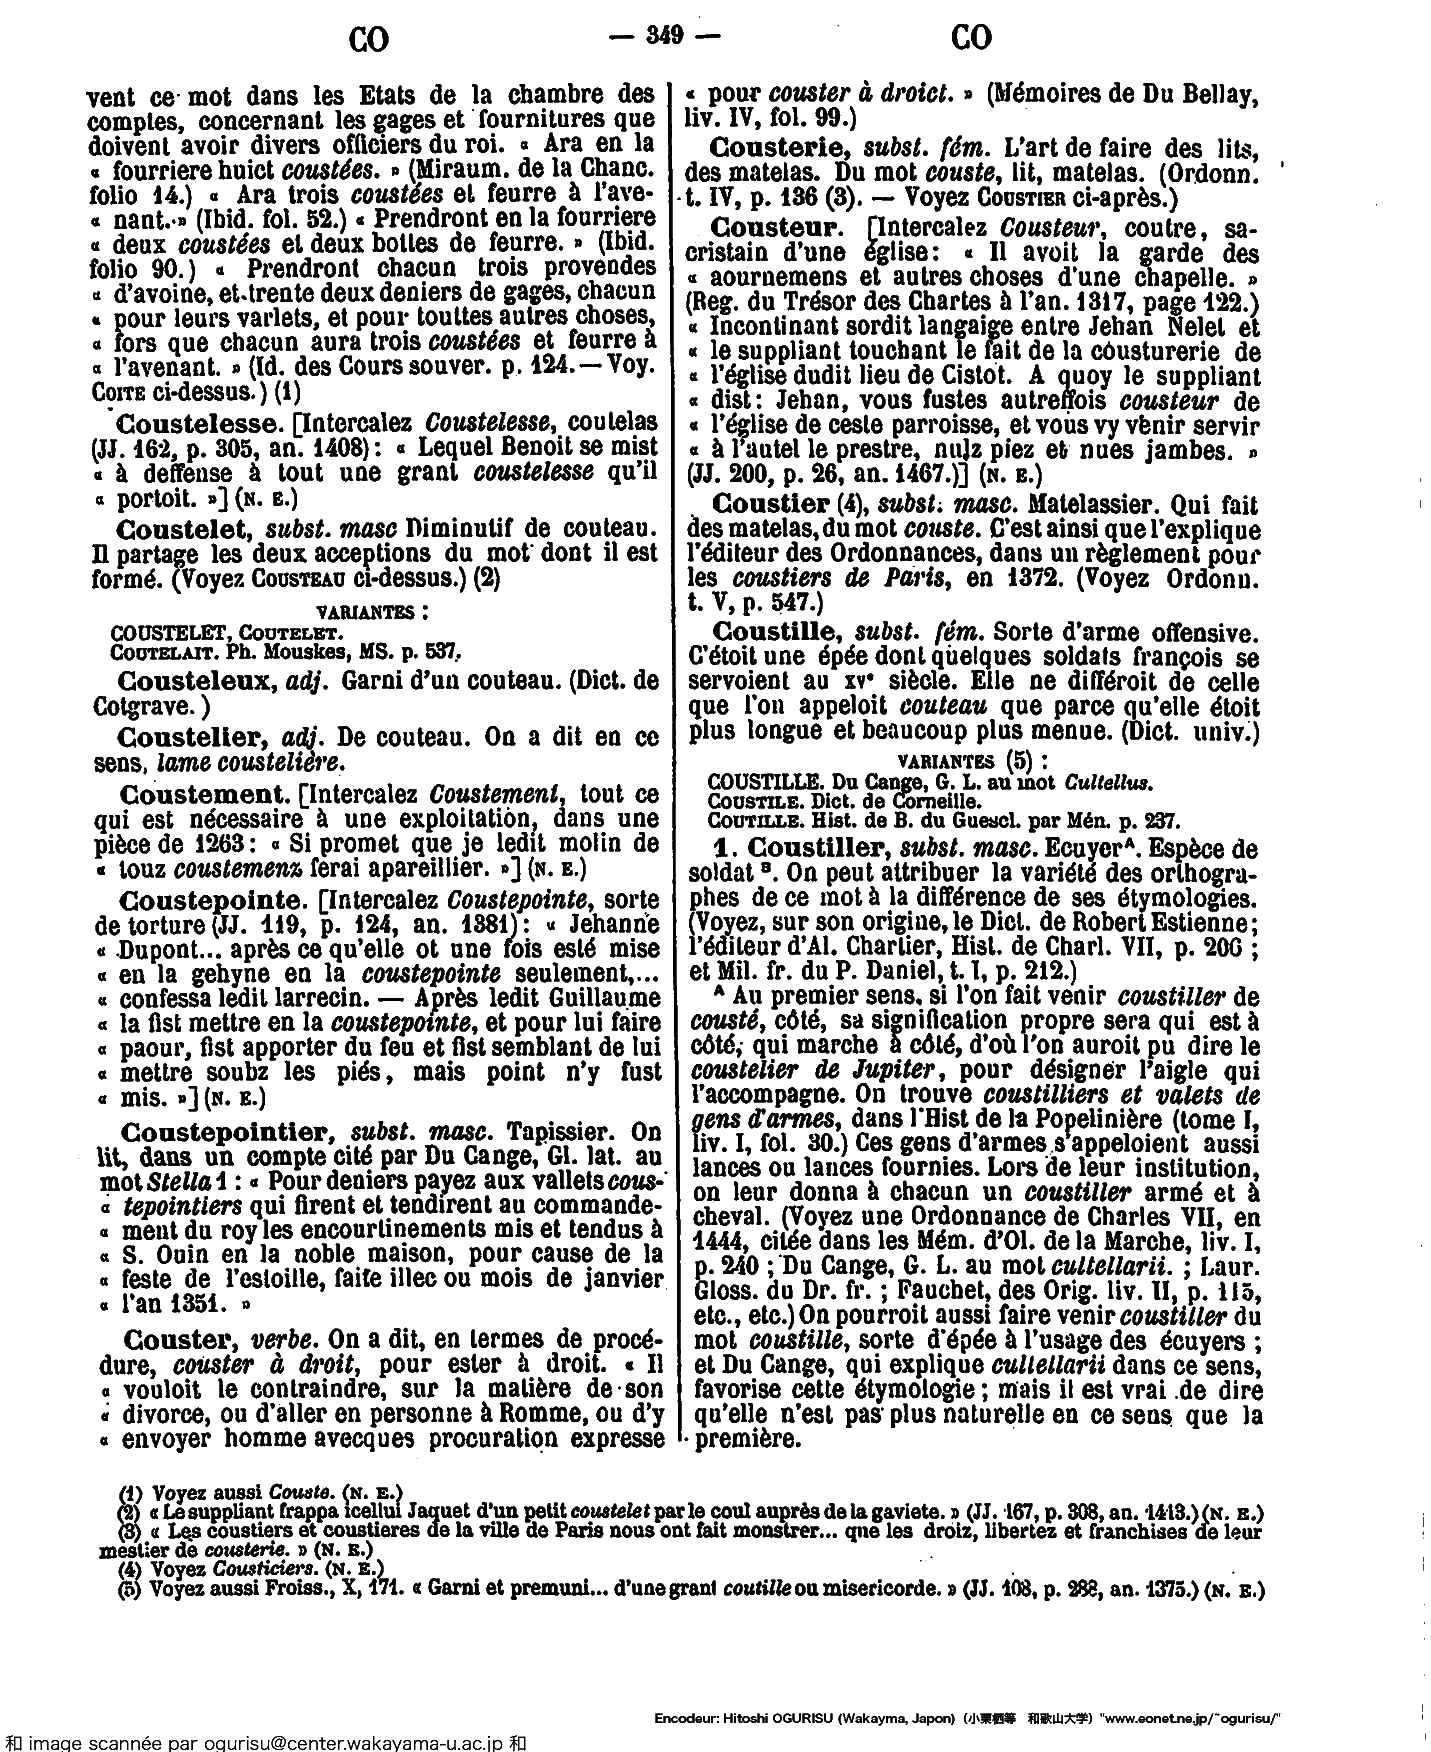 CO — 349 — CO
vent ce mot dans les Etats de la chambre des
comptes, concernant les gages et fournitures que
doivent avoir divers officiers du roi. « Ara en la
« fourriere huict coustées. » (Miraum. de la Chanc.
folio 14.) « Ara trois coustées et feurre à l'ave-
« nant. » (Ibid. fol. 52.) « Prendront en la fourriere
« deux coustées et deux bottes de feurre. » (Ibid.
folio 90.) « Prendront chacun trois provendes
« d'avoine, et trente deux deniers de gages, chacun
« pour leurs varlets, et pour touttes autres choses,
« fors que chacun aura trois coustées et feurre à
« l'avenant. » (Id. des Cours souver. p. 124. — Voy.
COITE ci-dessus.) (1)
Coustelesse. [Intercalez Coustelesse, coutelas
(JJ. 162, p. 305, an. 1408) : « Lequel Benoit se mist
« à deffense à tout une grant coustelesse qu'il
« portoit. »] (N. E.)
Coustelet, subst. masc Diminutif de couteau.
Il partage les deux acceptions du mot dont il est
formé. (Voyez COUSTEAU ci-dessus.) (2)
VARIANTES :
COUSTELET, COUTELET.
COUTELAIT. Ph. Mouskes, MS. p. 537.
Cousteleux, adj. Garni d'un couteau. (Dict. de
Cotgrave.)
Coustelier, adj. De couteau. On a dit en ce
sens, lame coustelière.
Coustement. [Intercalez Coustement, tout ce
qui est nécessaire à une exploitation, dans une
pièce de 1263 : « Si promet que je ledit molin de
« touz coustemenz ferai apareillier. »] (N. E.)
Coustepointe. [Intercalez Coustepointe, sorte
de torture (JJ. 119, p. 124, an. 1381) : « Jehanne
« Dupont... après ce qu'elle ot une fois esté mise
« en la gehyne en la coustepointe seulement,...
« confessa ledit larrecin. — Après ledit Guillaume
« la fist mettre en la coustepointe, et pour lui faire
« paour, fist apporter du feu et fist semblant de lui
« mettre soubz les piés, mais point n'y fust
« mis. »] (N. E.)
Coustepointier, subst. masc. Tapissier. On
lit, dans un compte cité par Du Cange, Gl. lat. au
mot Stella 1 : « Pour deniers payez aux vallets cous-
« tepointiers qui firent et tendirent au commande-
« ment du roy les encourtinements mis et tendus à
« S. Ouin en la noble maison, pour cause de la
« feste de l'estoille, faite illec ou mois de janvier
« l'an 1351. »
Couster, verbe. On a dit, en termes de procé-
dure, couster à droit, pour ester à droit. « Il
« vouloit le contraindre, sur la matière de son
« divorce, ou d'aller en personne à Romme, ou d'y
« envoyer homme avecques procuration expresse
« pour couster à droict. » (Mémoires de Du Bellay,
liv. IV, fol. 99.)
Cousterie, subst. fém. L'art de faire des lits,
des matelas. Du mot couste, lit, matelas. (Ordonn.
t. IV, p. 136 (3). — Voyez COUSTIER ci-après.)
Cousteur. [Intercalez Cousteur, coutre, sa-
cristain d'une église : « Il avoit la garde des
« aournemens et autres choses d'une chapelle. »
(Reg. du Trésor des Chartes à l'an. 1317, page 122.)
« Incontinant sordit langaige entre Jehan Nelet et
« le suppliant touchant le fait de la cousturerie de
« l'église dudit lieu de Cistot. A quoy le suppliant
« dist : Jehan, vous fustes autreffois cousteur de
« l'église de ceste parroisse, et vous vy venir servir
« à l'autel le prestre, nulz piez et nues jambes. »
(JJ. 200, p. 26, an. 1467.)] (N. E.)
Coustier (4), subst. masc. Matelassier. Qui fait
des matelas, du mot couste. C'est ainsi que l'explique
l'éditeur des Ordonnances, dans un règlement pour
les coustiers de Paris, en 1372. (Voyez Ordonn.
t. V, p. 547.)
Coustille, subst. fém. Sorte d'arme offensive.
C'étoit une épée dont quelques soldats françois se
servoient au XVe siècle. Elle ne différoit de celle
que l'on appeloit couteau que parce qu'elle étoit
plus longue et beaucoup plus menue. (Dict. univ.)
VARIANTES (5) :
COUSTILLE. Du Cange, G. L. au mot Cultellus.
COUSTILE. Dict. de Corneille.
COUTILLE. Hist. de B. du Guescl. par Mén. p. 237.
1. Coustiller, subst. masc. Ecuyer A. Espèce de
soldat B. On peut attribuer la variété des orthogra-
phes de ce mot à la différence de ses étymologies.
(Voyez, sur son origine, le Dict. de Robert Estienne ;
l'éditeur d'Al. Chartier, Hist. de Charl. VII, p. 206 ;
et Mil. fr. du P. Daniel, t. I, p. 212.)
A Au premier sens, si l'on fait venir coustiller de
cousté, côté, sa signification propre sera qui est à
côté, qui marche à côté, d'où l'on auroit pu dire le
coustelier de Jupiter, pour désigner l'aigle qui
l'accompagne. On trouve coustilliers et valets de
gens d'armes, dans l'Hist de la Popelinière (tome I,
liv. I, fol. 30.) Ces gens d'armes s'appeloient aussi
lances ou lances fournies. Lors de leur institution,
on leur donna à chacun un coustiller armé et à
cheval. (Voyez une Ordonnance de Charles VII, en
1444, citée dans les Mém. d'Ol. de la Marche, liv. I,
p. 240 ; Du Cange, G. L. au mot cultellarii. ; Laur.
Gloss. du Dr. fr. ; Fauchet, des Orig. liv. II, p. 115,
etc., etc.) On pourroit aussi faire venir coustiller du
mot coustille, sorte d'épée à l'usage des écuyers ;
et Du Cange, qui explique cultellarii dans ce sens,
favorise cette étymologie ; mais il est vrai de dire
qu'elle n'est pas plus naturelle en ce sens que la
première.
(1) Voyez aussi Couste. (N. E.)
(2) « Le suppliant frappa icellui Jaquet d'un petit coustelet par le coul auprès de la gaviete. » (JJ. 167, p. 308, an. 1413.) (N. E.)
(3) « Les coustiers et coustieres de la ville de Paris nous ont fait monstrer... que les droiz, libertez et franchises de leur
mestier de cousterie. » (N. E.)
(4) Voyez Cousticiers. (N. E.)
(5) Voyez aussi Froiss., X, 171. « Garni et premuni... d'une grant coutille ou misericorde. » (JJ. 108, p. 288, an. 1375.) (N. E.)
Encodeur: Hitoshi OGURISU (Wakayma, Japon) (小栗栖等 和歌山大学) "www.eonet.ne.jp/~ogurisu/"
和 image scannée par ogurisu@center.wakayama-u.ac.jp 和